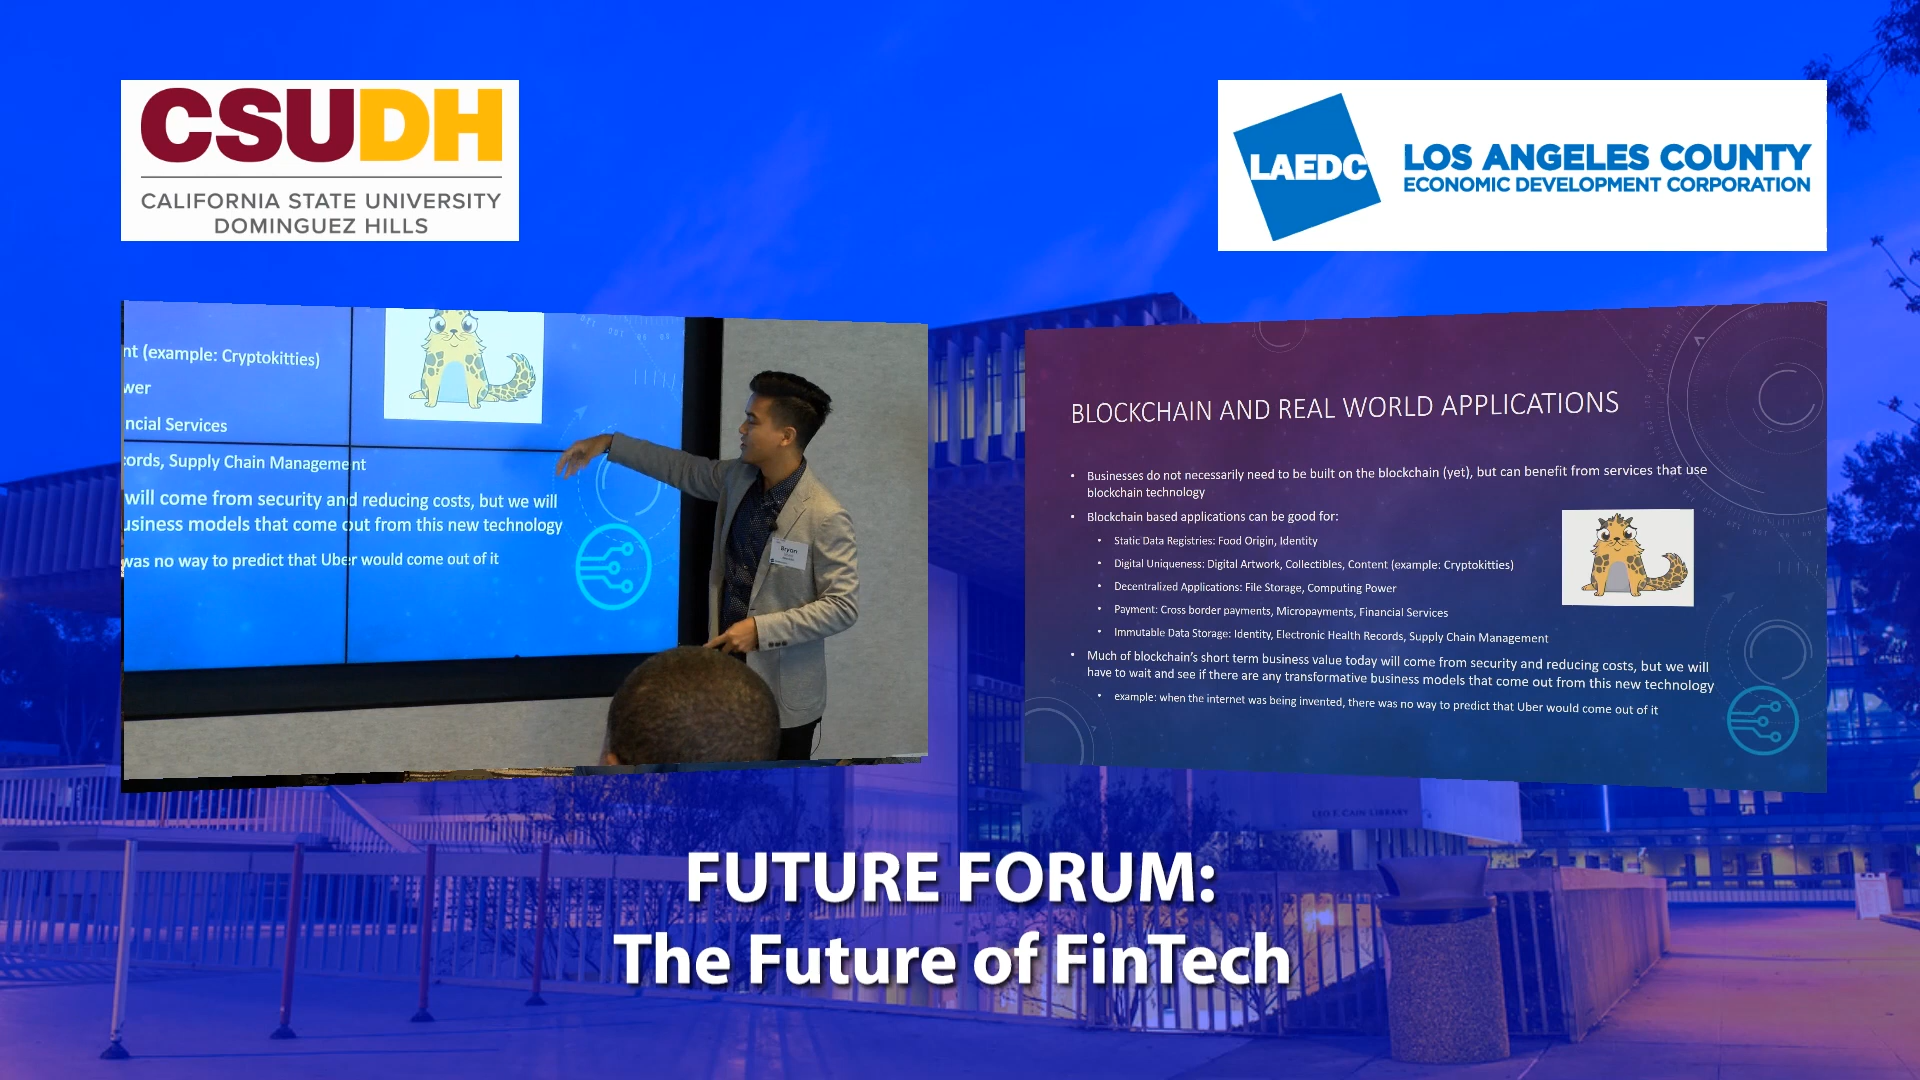 CSUDH
CALIFORNIA STATE UNIVERSITY
DOMINGUEZ HILLS
LAEDC
LOS ANGELES COUNTY
ECONOMIC DEVELOPMENT CORPORATION
nt (example: Cryptokitties)
wer
ncial Services
ords, Supply Chain Management
will come from security and reducing costs, but we will
usiness models that come out from this new technology
was no way to predict that Uber would come out of it
Bryan
BLOCKCHAIN AND REAL WORLD APPLICATIONS
• Businesses do not necessarily need to be built on the blockchain (yet), but can benefit from services that use
blockchain technology
• Blockchain based applications can be good for:
• Static Data Registries: Food Origin, Identity
• Digital Uniqueness: Digital Artwork, Collectibles, Content (example: Cryptokitties)
• Decentralized Applications: File Storage, Computing Power
• Payment: Cross border payments, Micropayments, Financial Services
• Immutable Data Storage: Identity, Electronic Health Records, Supply Chain Management
• Much of blockchain's short term business value today will come from security and reducing costs, but we will
have to wait and see if there are any transformative business models that come out from this new technology
• example: when the internet was being invented, there was no way to predict that Uber would come out of it
LEO F. CAIN LIBRARY
FUTURE FORUM:
The Future of FinTech